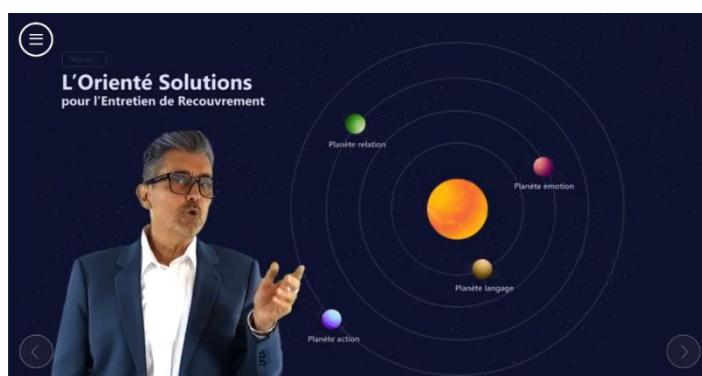 L'Orienté Solutions
pour l'Entretien de Recouvrement
Planète relation
Planète émotion
Planète langage
Planète action